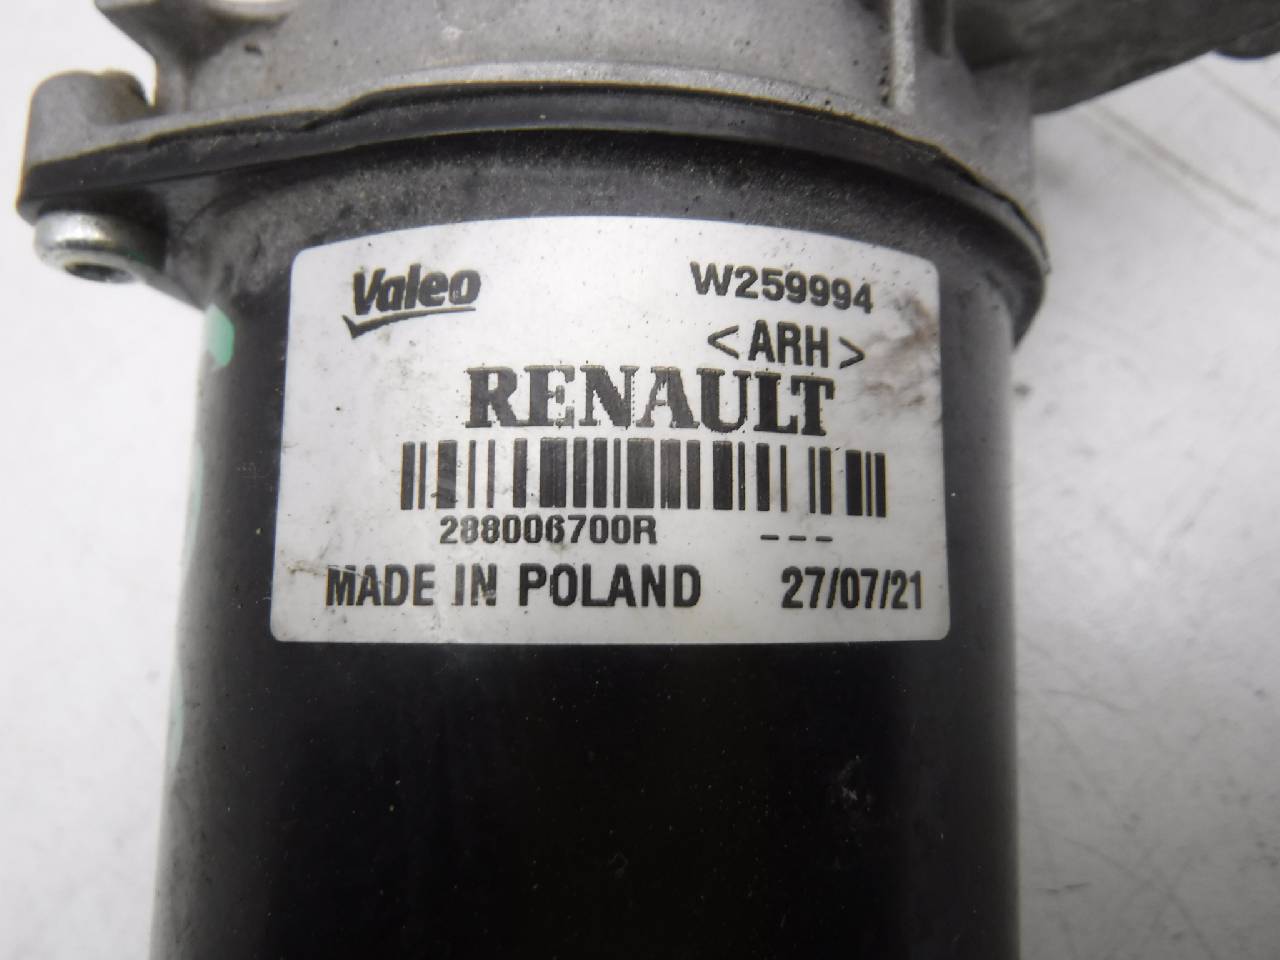 Valeo W259994
<ARH>
RENAULT
288006700R ---
MADE IN POLAND 27/07/21